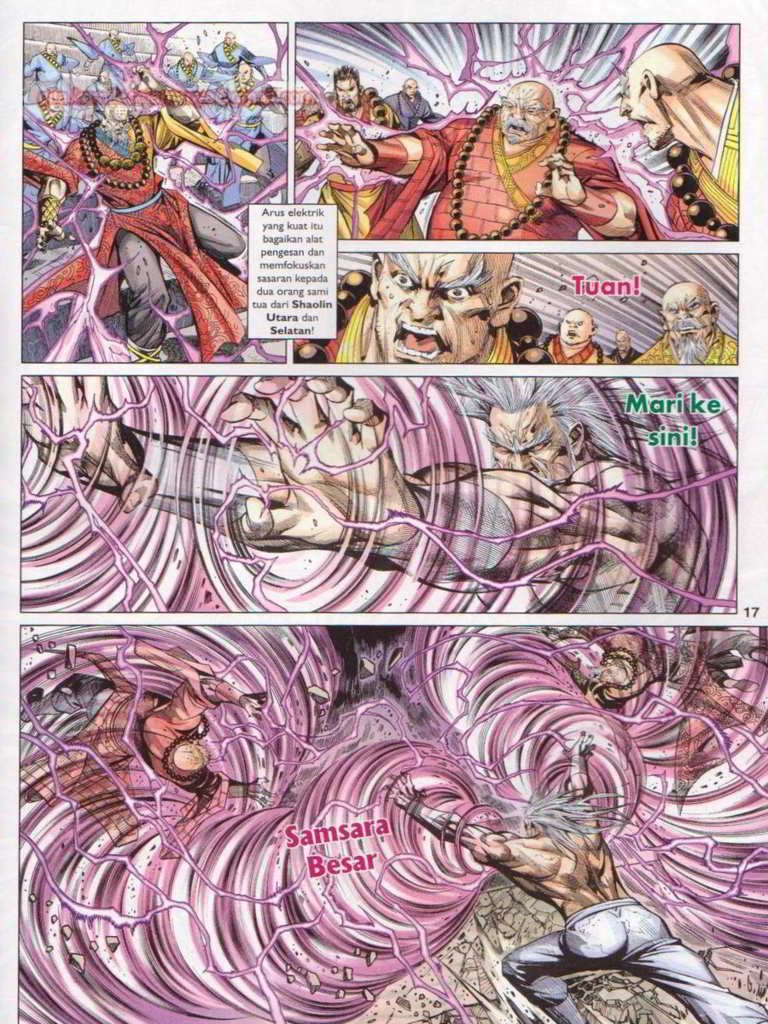 Arus elektrik
yang kuat itu
bagaikan alat
pengesan dan
memfokuskan
sasaran kepada
dua orang sami
tua dari Shaolin
Utara dan
Selatan!
Tuan!
Mari ke
sini!
17
Samsara
Besar